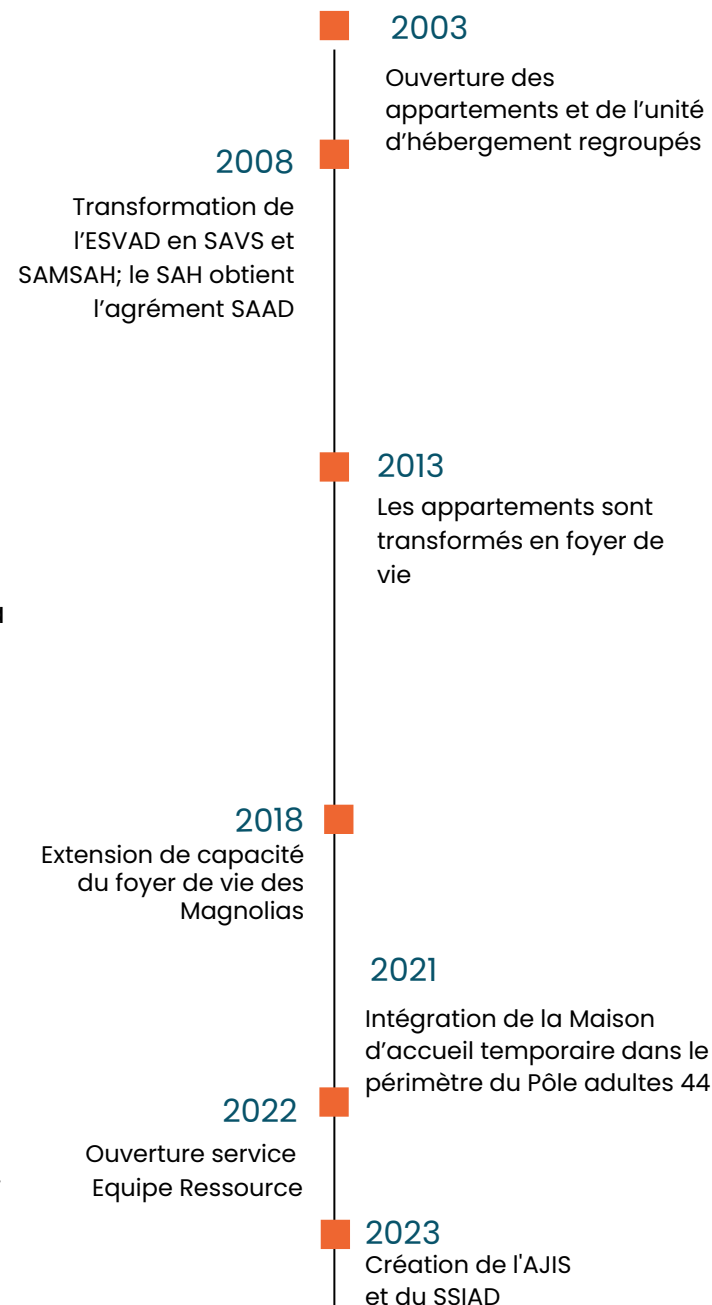 2003
Ouverture des
appartements et de l’unité
d’hébergement regroupés
2008
Transformation de
l’ESVAD en SAVS et
SAMSAH; le SAH obtient
l’agrément SAAD
2013
Les appartements sont
transformés en foyer de
vie
2018
Extension de capacité
du foyer de vie des
Magnolias
2021
Intégration de la Maison
d’accueil temporaire dans le
périmètre du Pôle adultes 44
2022
Ouverture service
Equipe Ressource
2023
Création de l'AJIS
et du SSIAD